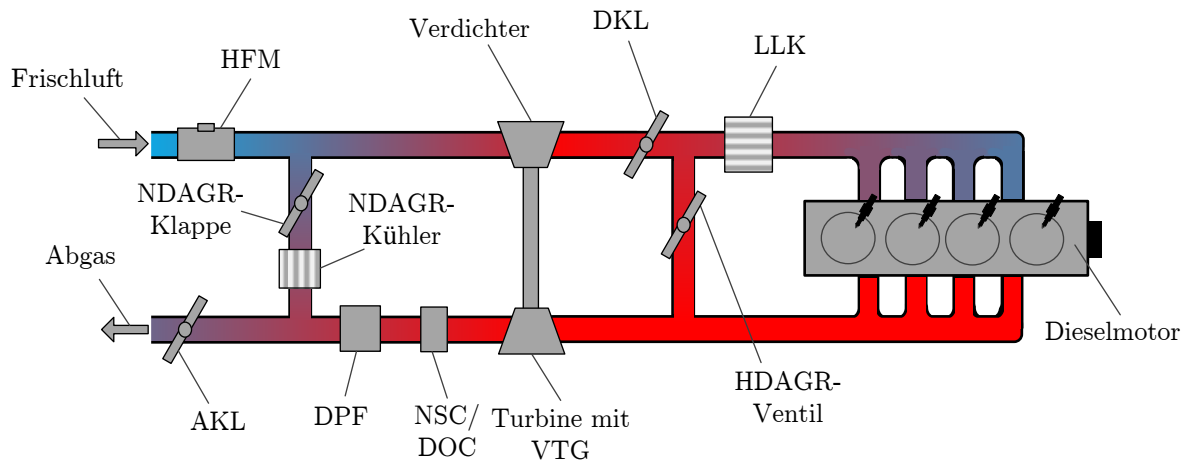 Verdichter
DKL
LLK
HFM
Frischluft
NDAGR-
Klappe
NDAGR-
Kühler
Abgas
Dieselmotor
AKL
DPF
NSC/
DOC
Turbine mit
VTG
HDAGR-
Ventil